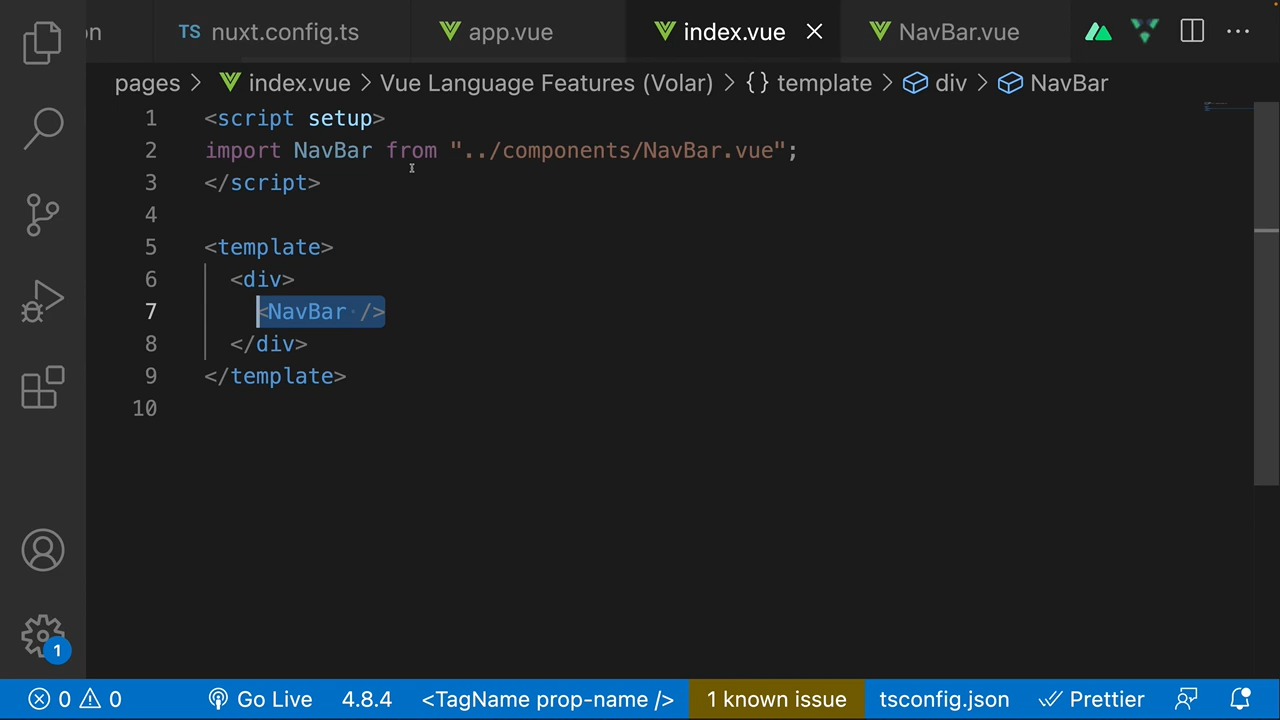 on
TS nuxt.config.ts
app.vue
index.vue
NavBar.vue
pages > index.vue > Vue Language Features (Volar) > {} template > div > NavBar
1 <script setup>
2 import NavBar from "../components/NavBar.vue";
3 </script>
4
5 <template>
6 <div>
7 <NavBar />
8 </div>
9 </template>
10
1
0 0 Go Live 4.8.4 <TagName prop-name /> 1 known issue tsconfig.json Prettier